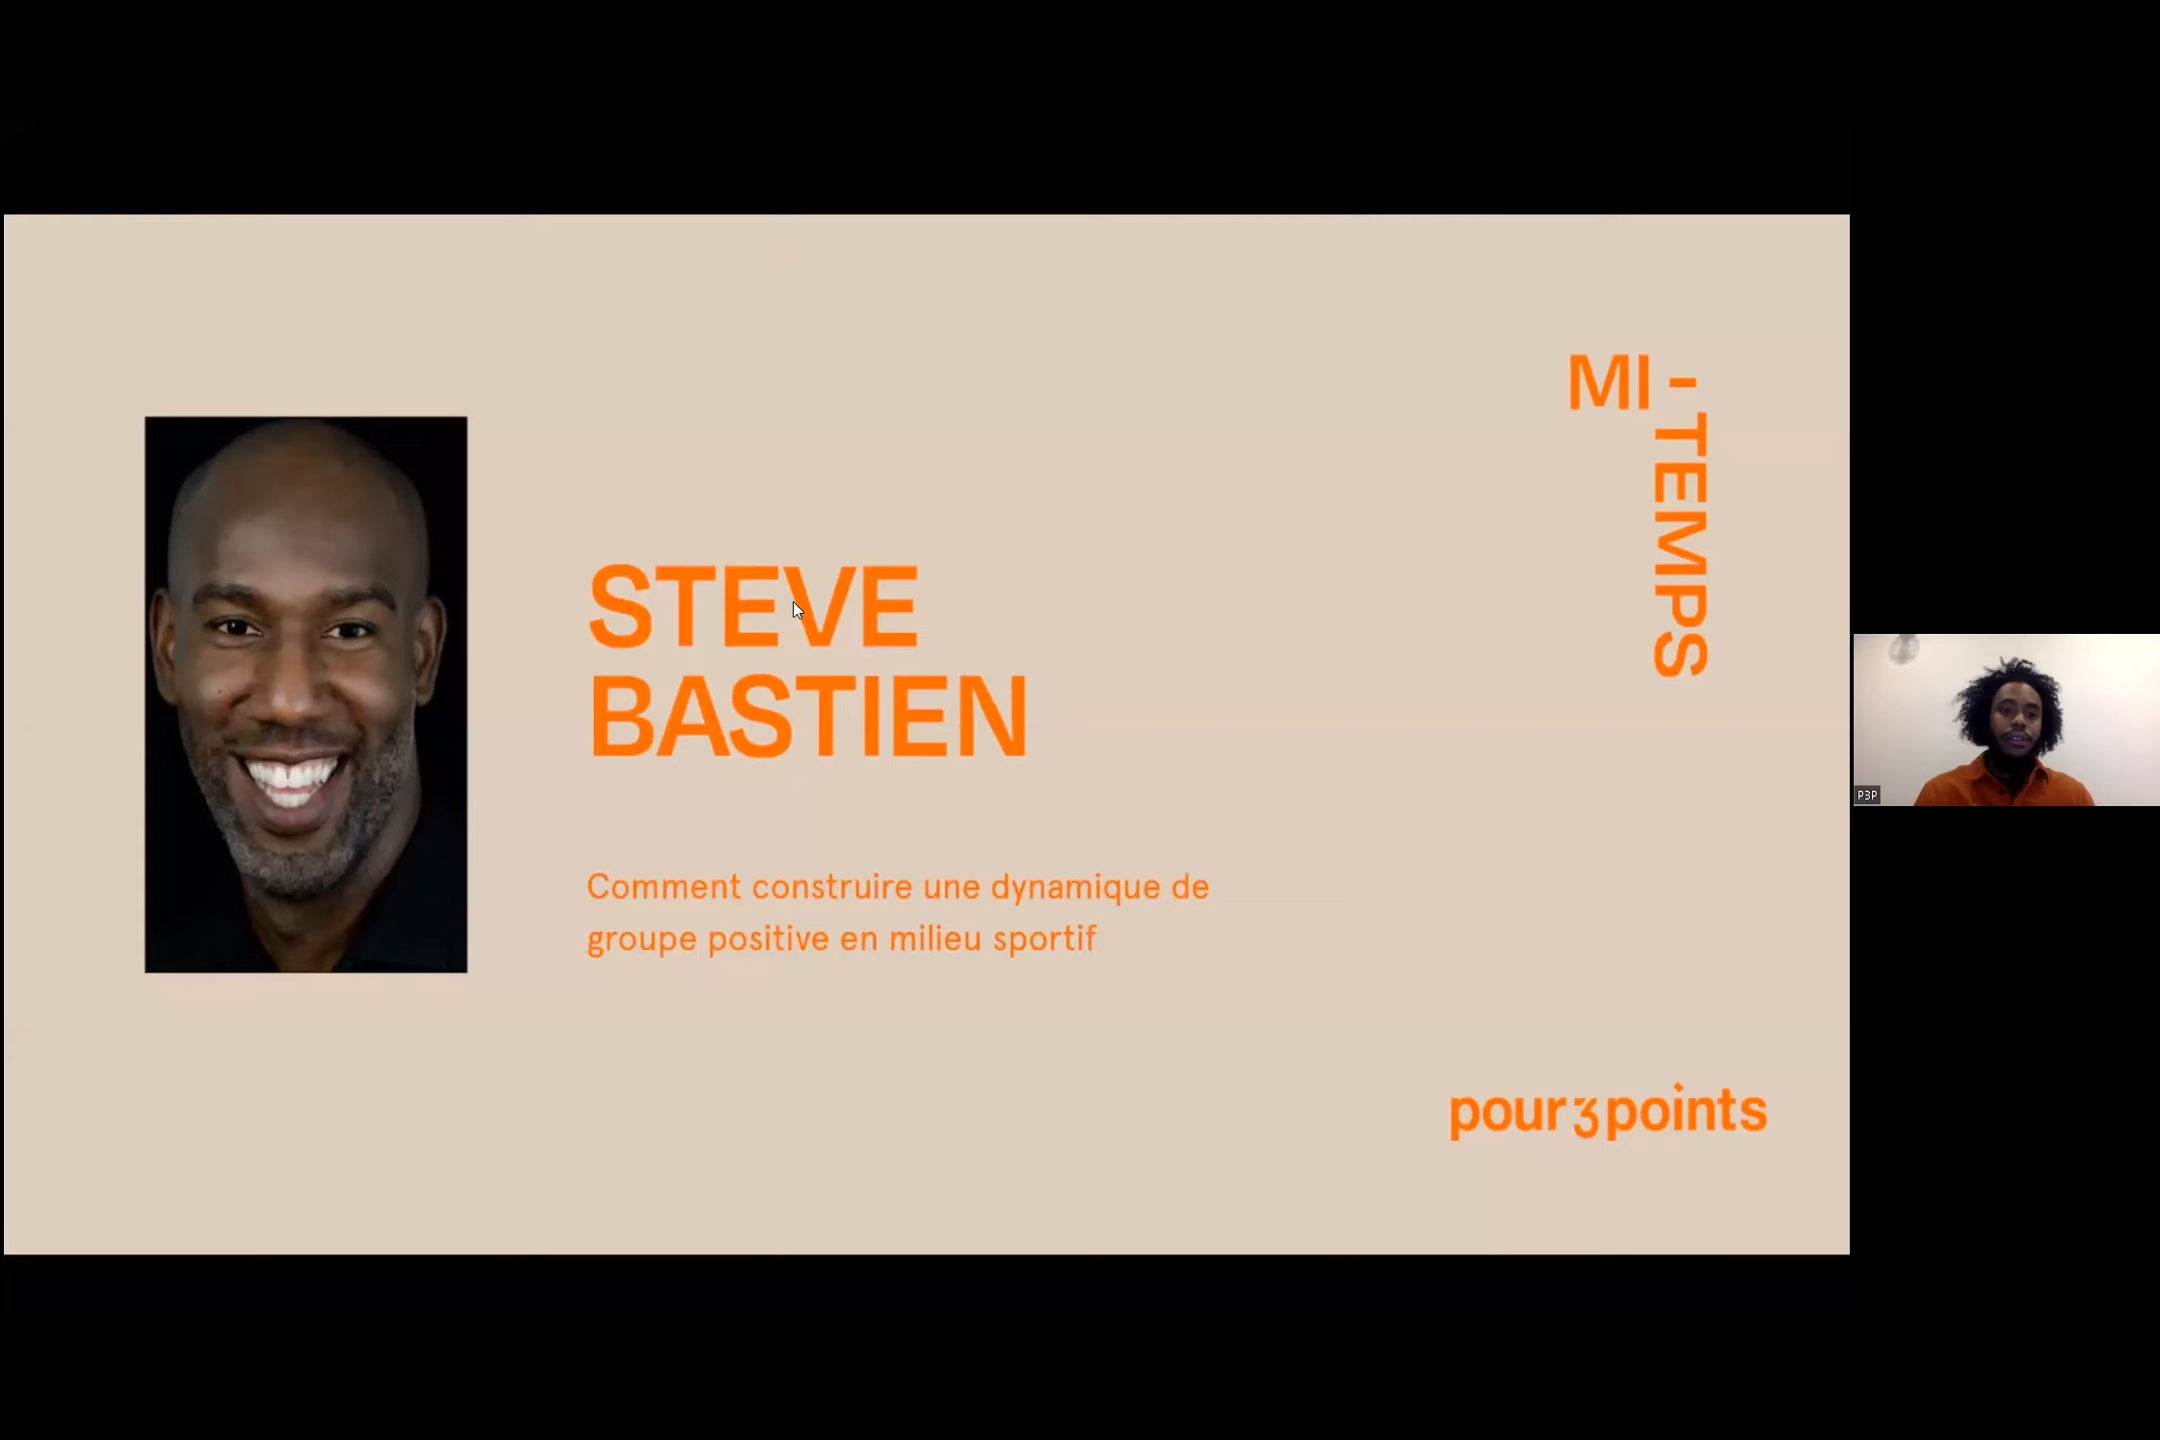 MI -
TEMPS
STEVE
BASTIEN
Comment construire une dynamique de
groupe positive en milieu sportif
pour3points
P3P